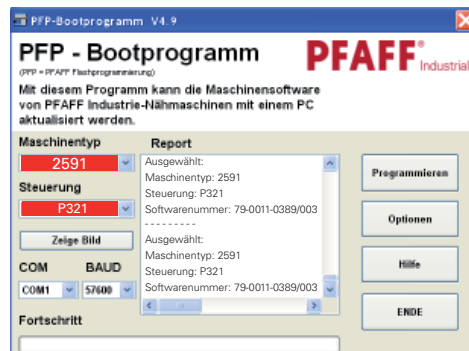 PFP-Bootprogramm V4.9
PFP - Bootprogramm
(PFP = PFAFF Flashprogrammierung)
PFAFF® Industrial
Mit diesem Programm kann die Maschinensoftware
von PFAFF Industrie-Nähmaschinen mit einem PC
aktualisiert werden.
Maschinentyp
2591
Steuerung
P321
Zeige Bild
COM BAUD
COM1 57600
Report
Ausgewählt:
Maschinentyp: 2591
Steuerung: P321
Softwarenummer: 79-0011-0389/003
- - - - - - - - -
Ausgewählt:
Maschinentyp: 2591
Steuerung: P321
Softwarenummer: 79-0011-0389/003
Programmieren
Optionen
Hilfe
ENDE
Fortschritt